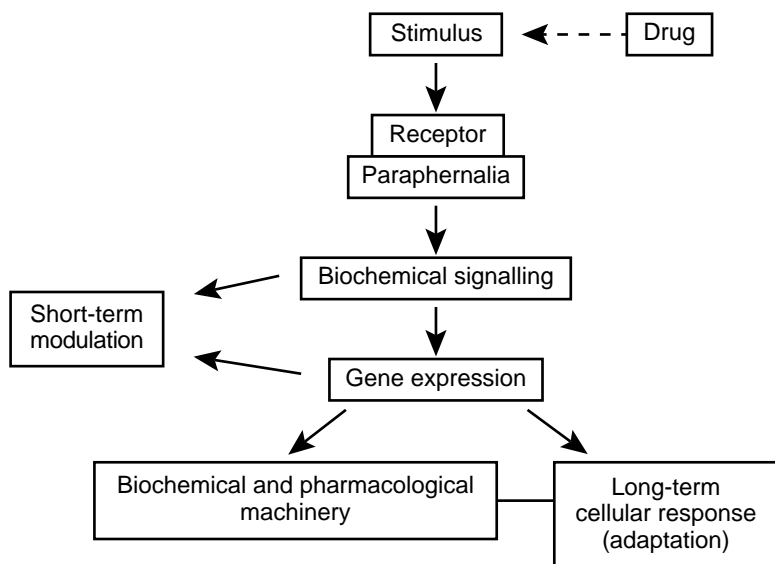 Stimulus
Drug
Receptor
Paraphernalia
Biochemical signalling
Short-term
modulation
Gene expression
Biochemical and pharmacological
machinery
Long-term
cellular response
(adaptation)